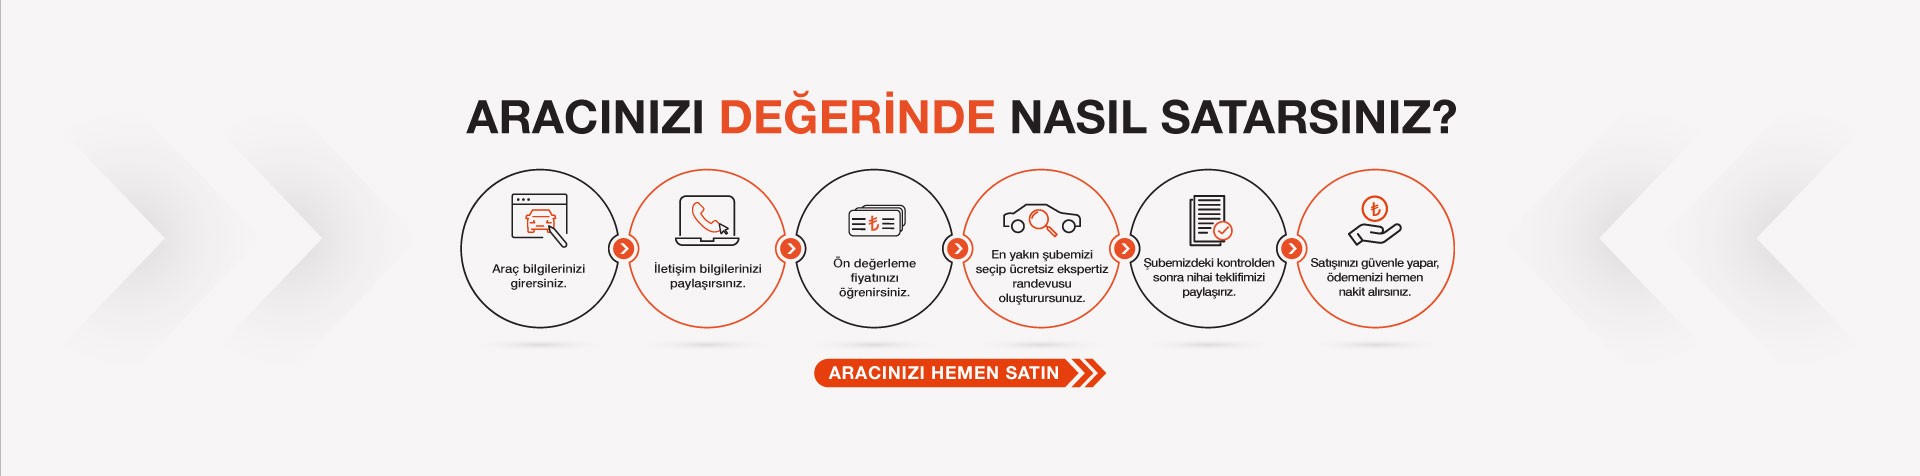 ARACINIZI DEĞERİNDE NASIL SATARSINIZ?
Araç bilgilerinizi
girersiniz.
İletişim bilgilerinizi
paylaşırsınız.
Ön değerleme
fiyatınızı
öğrenirsiniz.
En yakın şubemizi
seçip ücretsiz ekspertiz
randevusu
oluşturursunuz.
Şubemizdeki kontrolden
sonra nihai teklifimizi
paylaşırız.
Satışınızı güvenle yapar,
ödemenizi hemen
nakit alırsınız.
ARACINIZI HEMEN SATIN